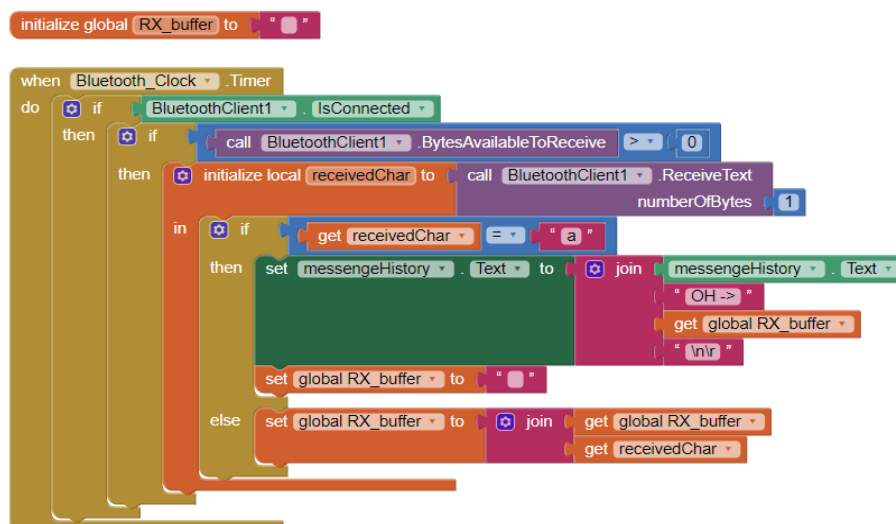 initialize global RX_buffer to " "
when Bluetooth_Clock .Timer
do if BluetoothClient1 . IsConnected
then if call BluetoothClient1 .BytesAvailableToReceive > 0
then initialize local receivedChar to call BluetoothClient1 .ReceiveText
numberOfBytes 1
in if get receivedChar = " a "
then set messengeHistory . Text to join messengeHistory . Text
" OH -> "
get global RX_buffer
" \n\r "
set global RX_buffer to " "
else set global RX_buffer to join get global RX_buffer
get receivedChar